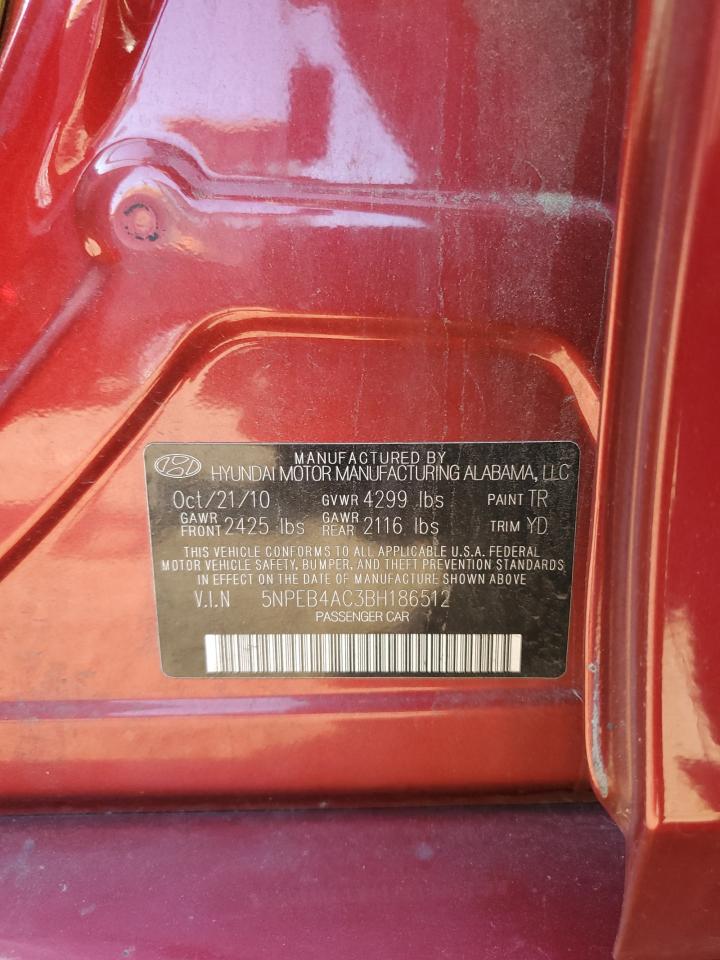 MANUFACTURED BY
HYUNDAI MOTOR MANUFACTURING ALABAMA, LLC
Oct/21/10 GVWR 4299 lbs PAINT TR
GAWR FRONT 2425 lbs GAWR REAR 2116 lbs TRIM YD
THIS VEHICLE CONFORMS TO ALL APPLICABLE U.S.A. FEDERAL
MOTOR VEHICLE SAFETY, BUMPER, AND THEFT PREVENTION STANDARDS
IN EFFECT ON THE DATE OF MANUFACTURE SHOWN ABOVE
V.I.N 5NPEB4AC3BH186512
PASSENGER CAR